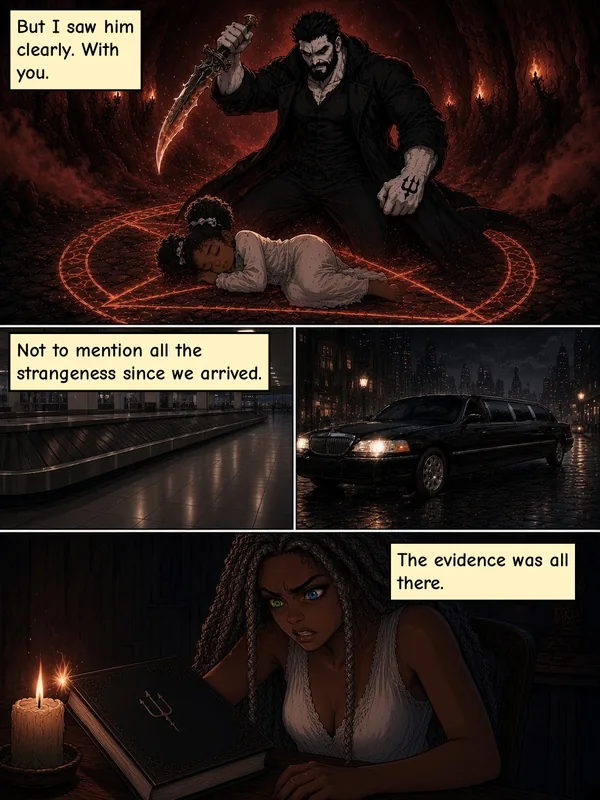 But I saw him
clearly. With
you.
Not to mention all the
strangeness since we arrived.
The evidence was all
there.